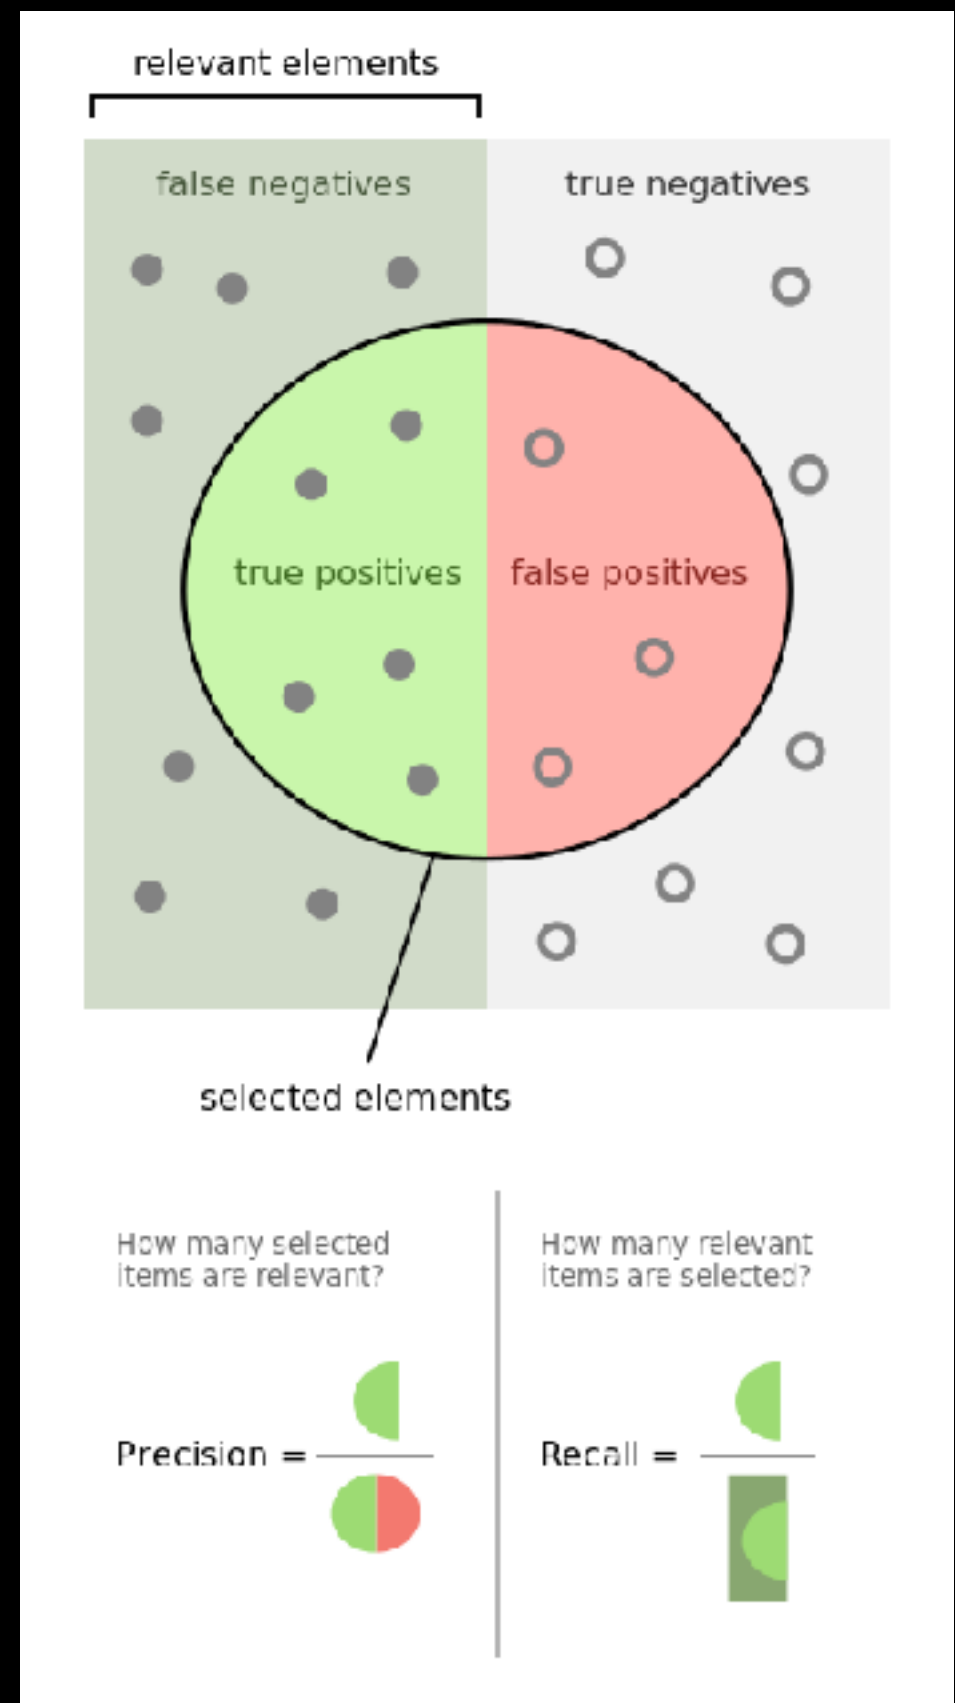 relevant elements
false negatives
true negatives
true positives
false positives
selected elements
How many selected
items are relevant?
How many relevant
items are selected?
Precision =
Recall =